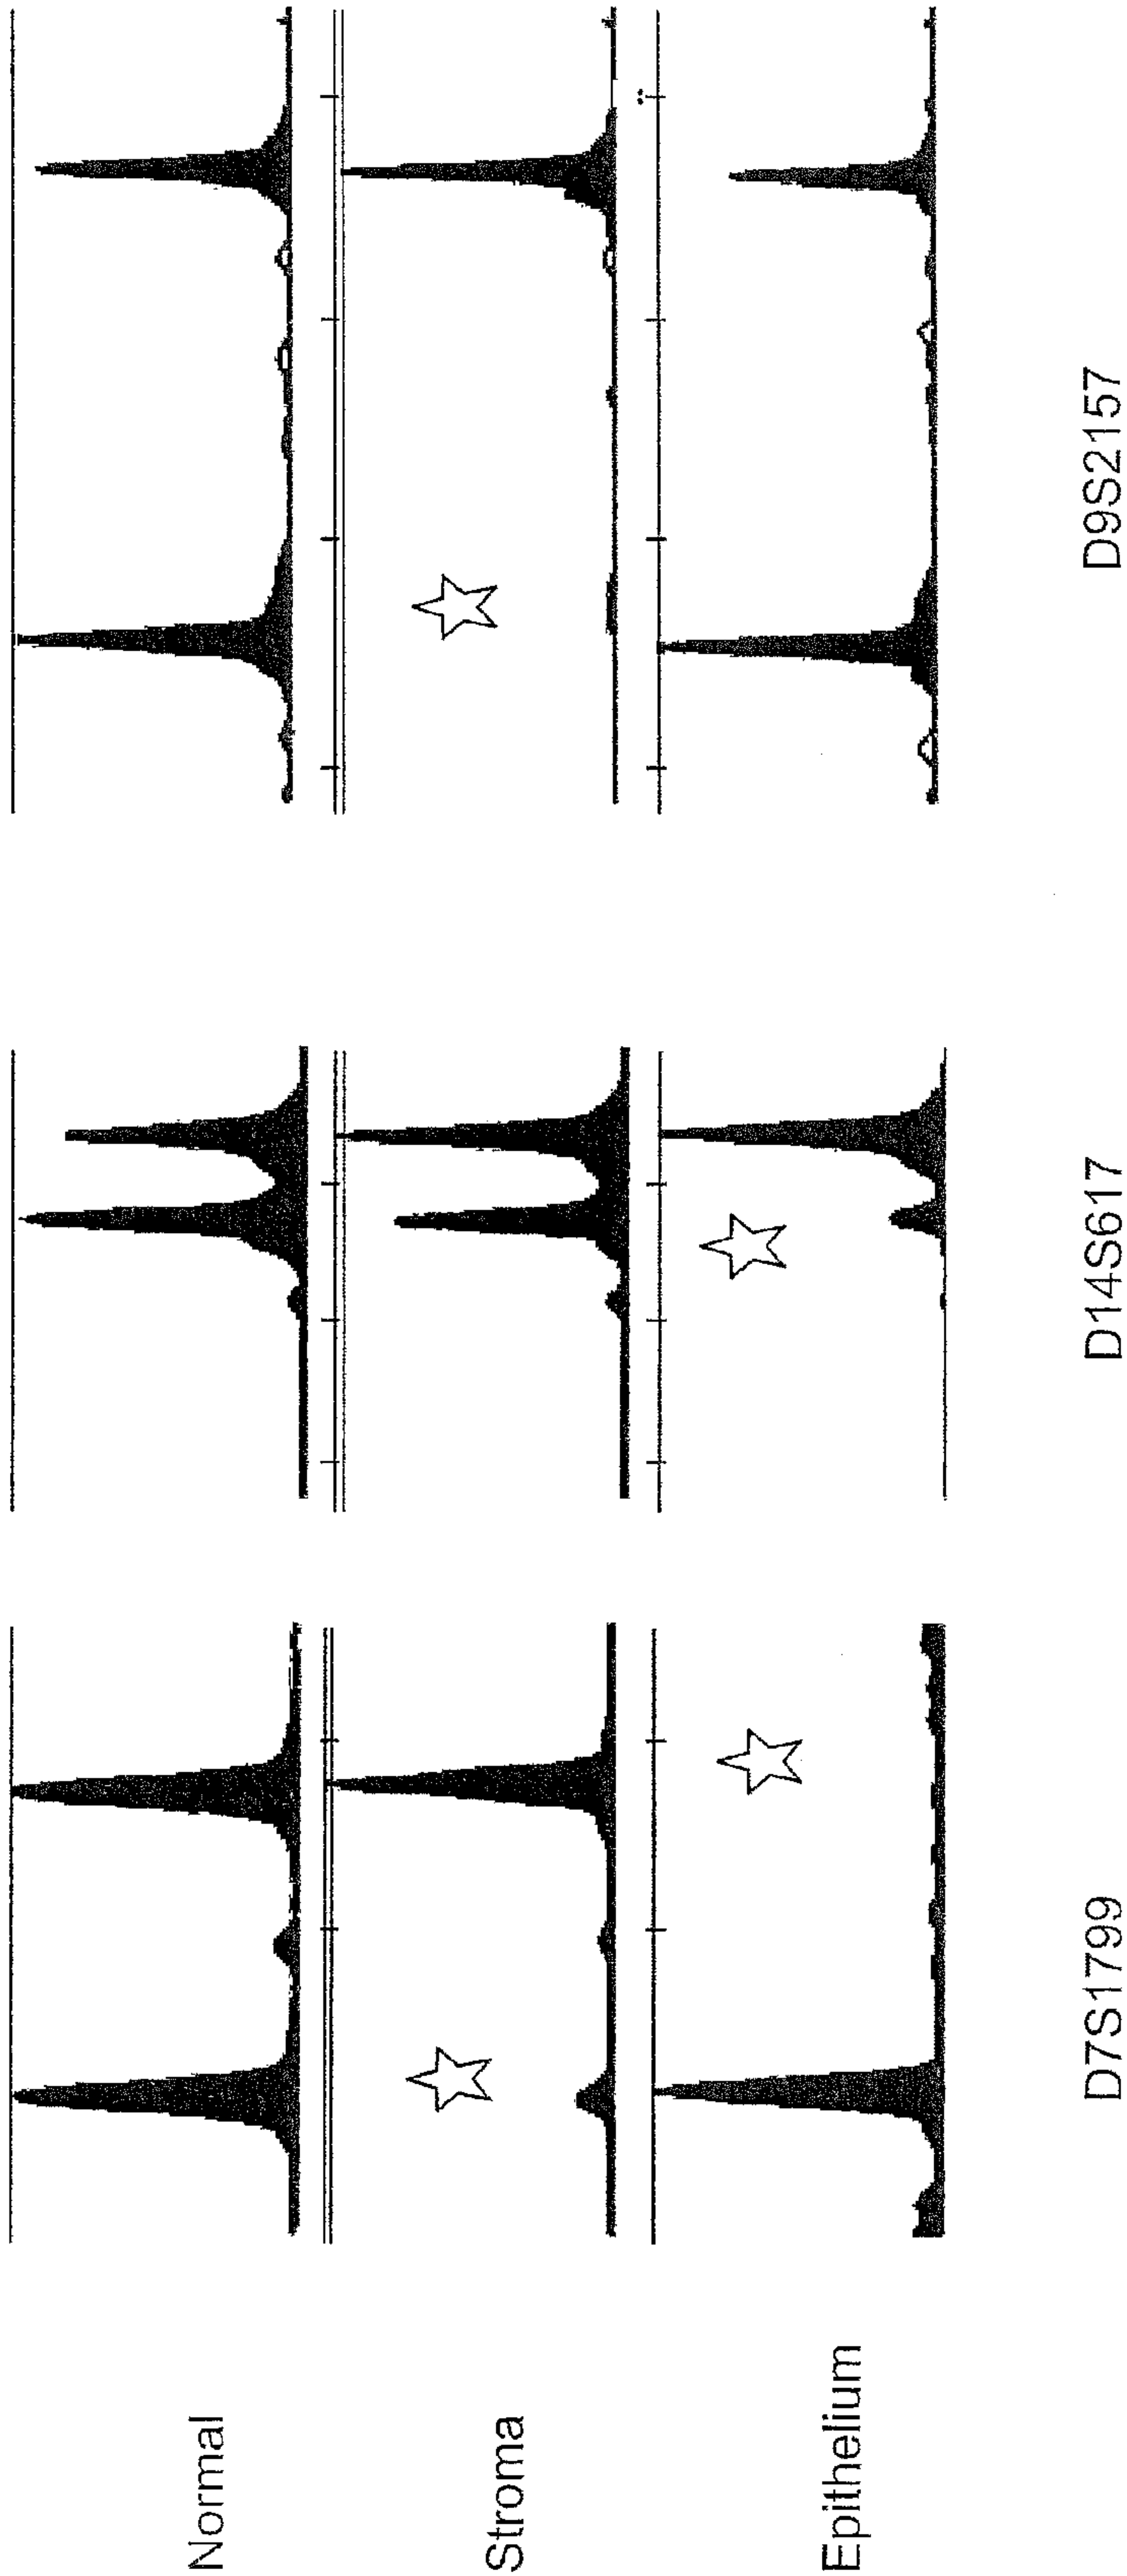 Normal
Stroma
Epithelium
D7S1799
D14S617
D9S2157